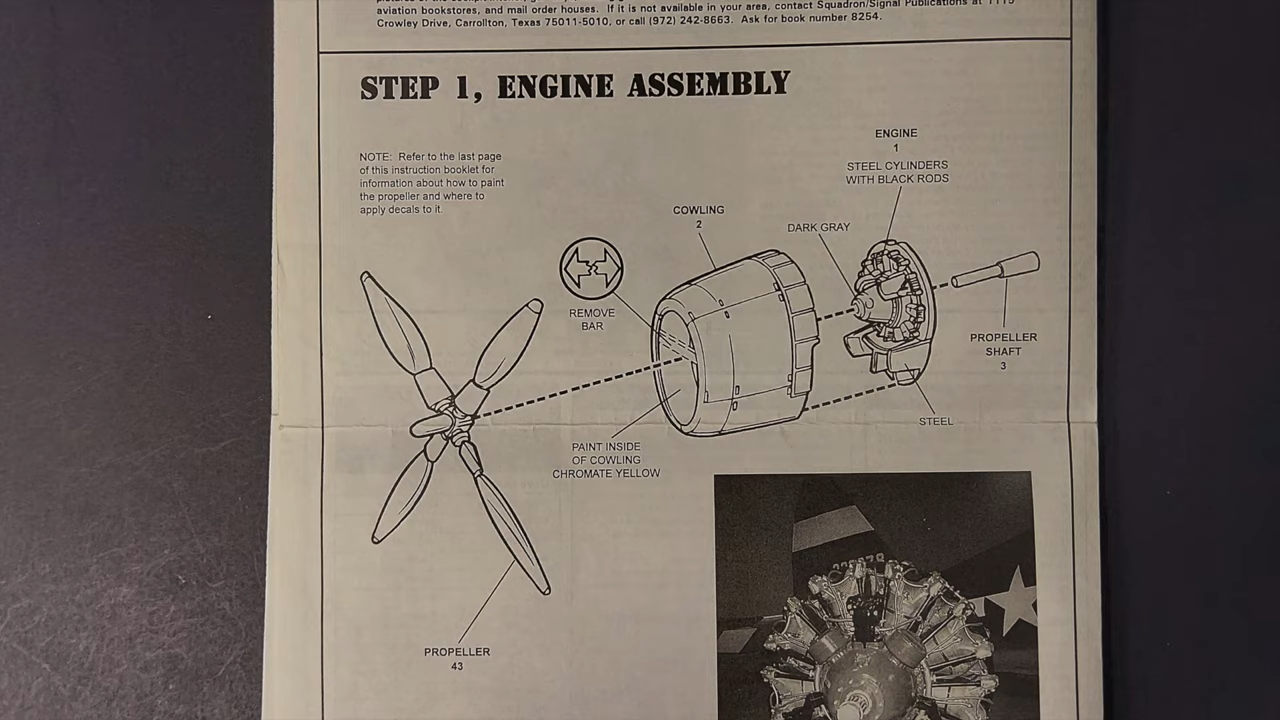 aviation bookstores, and mail order houses. If it is not available in your area, contact Squadron/Signal Publications at 1115
Crowley Drive, Carrollton, Texas 75011-5010, or call (972) 242-8663. Ask for book number 8254.
STEP 1, ENGINE ASSEMBLY
NOTE: Refer to the last page
of this instruction booklet for
information about how to paint
the propeller and where to
apply decals to it.
ENGINE
1
STEEL CYLINDERS
WITH BLACK RODS
COWLING
2
DARK GRAY
REMOVE
BAR
PROPELLER
SHAFT
3
STEEL
PAINT INSIDE
OF COWLING
CHROMATE YELLOW
PROPELLER
43